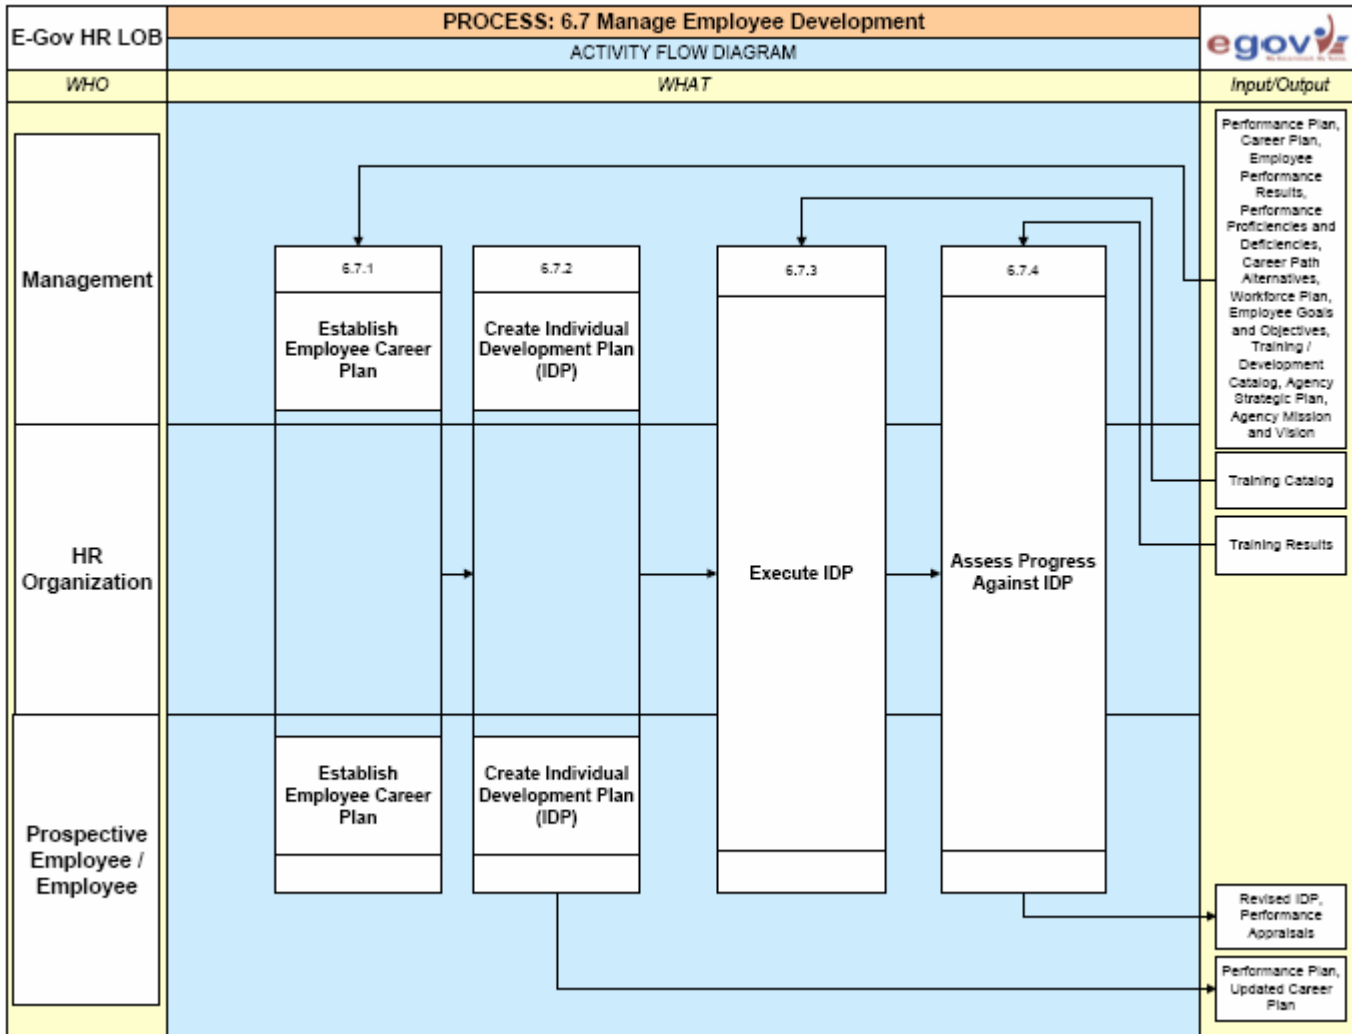 E-Gov HR LOB
PROCESS: 6.7 Manage Employee Development
ACTIVITY FLOW DIAGRAM
egov
WHO
WHAT
Input/Output
Management
6.7.1
Establish
Employee Career
Plan
6.7.2
Create Individual
Development Plan
(IDP)
6.7.3
6.7.4
Performance Plan,
Career Plan,
Employee
Performance
Results,
Performance
Proficiencies and
Deficiencies,
Career Path
Alternatives,
Workforce Plan,
Employee Goals
and Objectives,
Training /
Development
Catalog, Agency
Strategic Plan,
Agency Mission
and Vision
Training Catalog
Training Results
HR
Organization
Execute IDP
Assess Progress
Against IDP
Prospective
Employee /
Employee
Establish
Employee Career
Plan
Create Individual
Development Plan
(IDP)
Revised IDP,
Performance
Appraisals
Performance Plan,
Updated Career
Plan